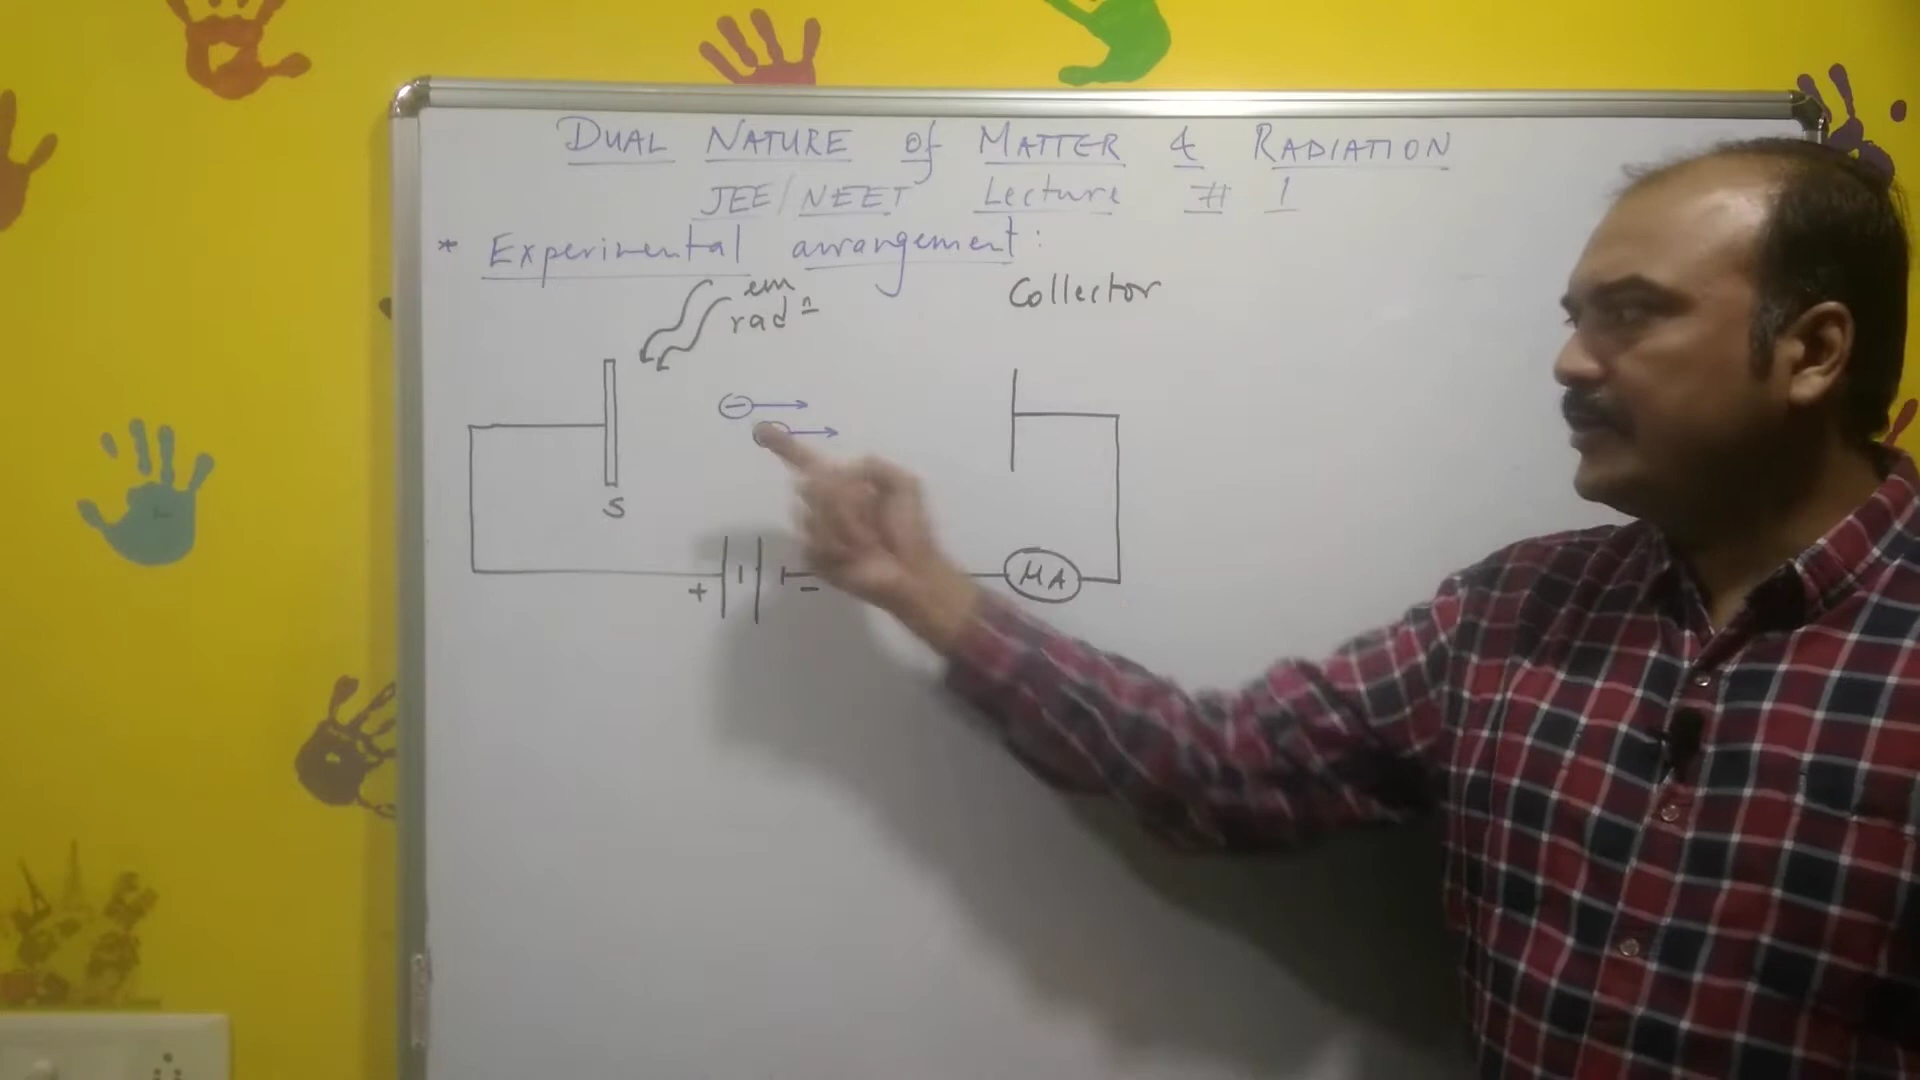 DUAL NATURE of MATTER & RADIATION
JEE/NEET Lecture # 1
* Experimental arrangement:
em
radⁿ
Collector
S
+
-
μA